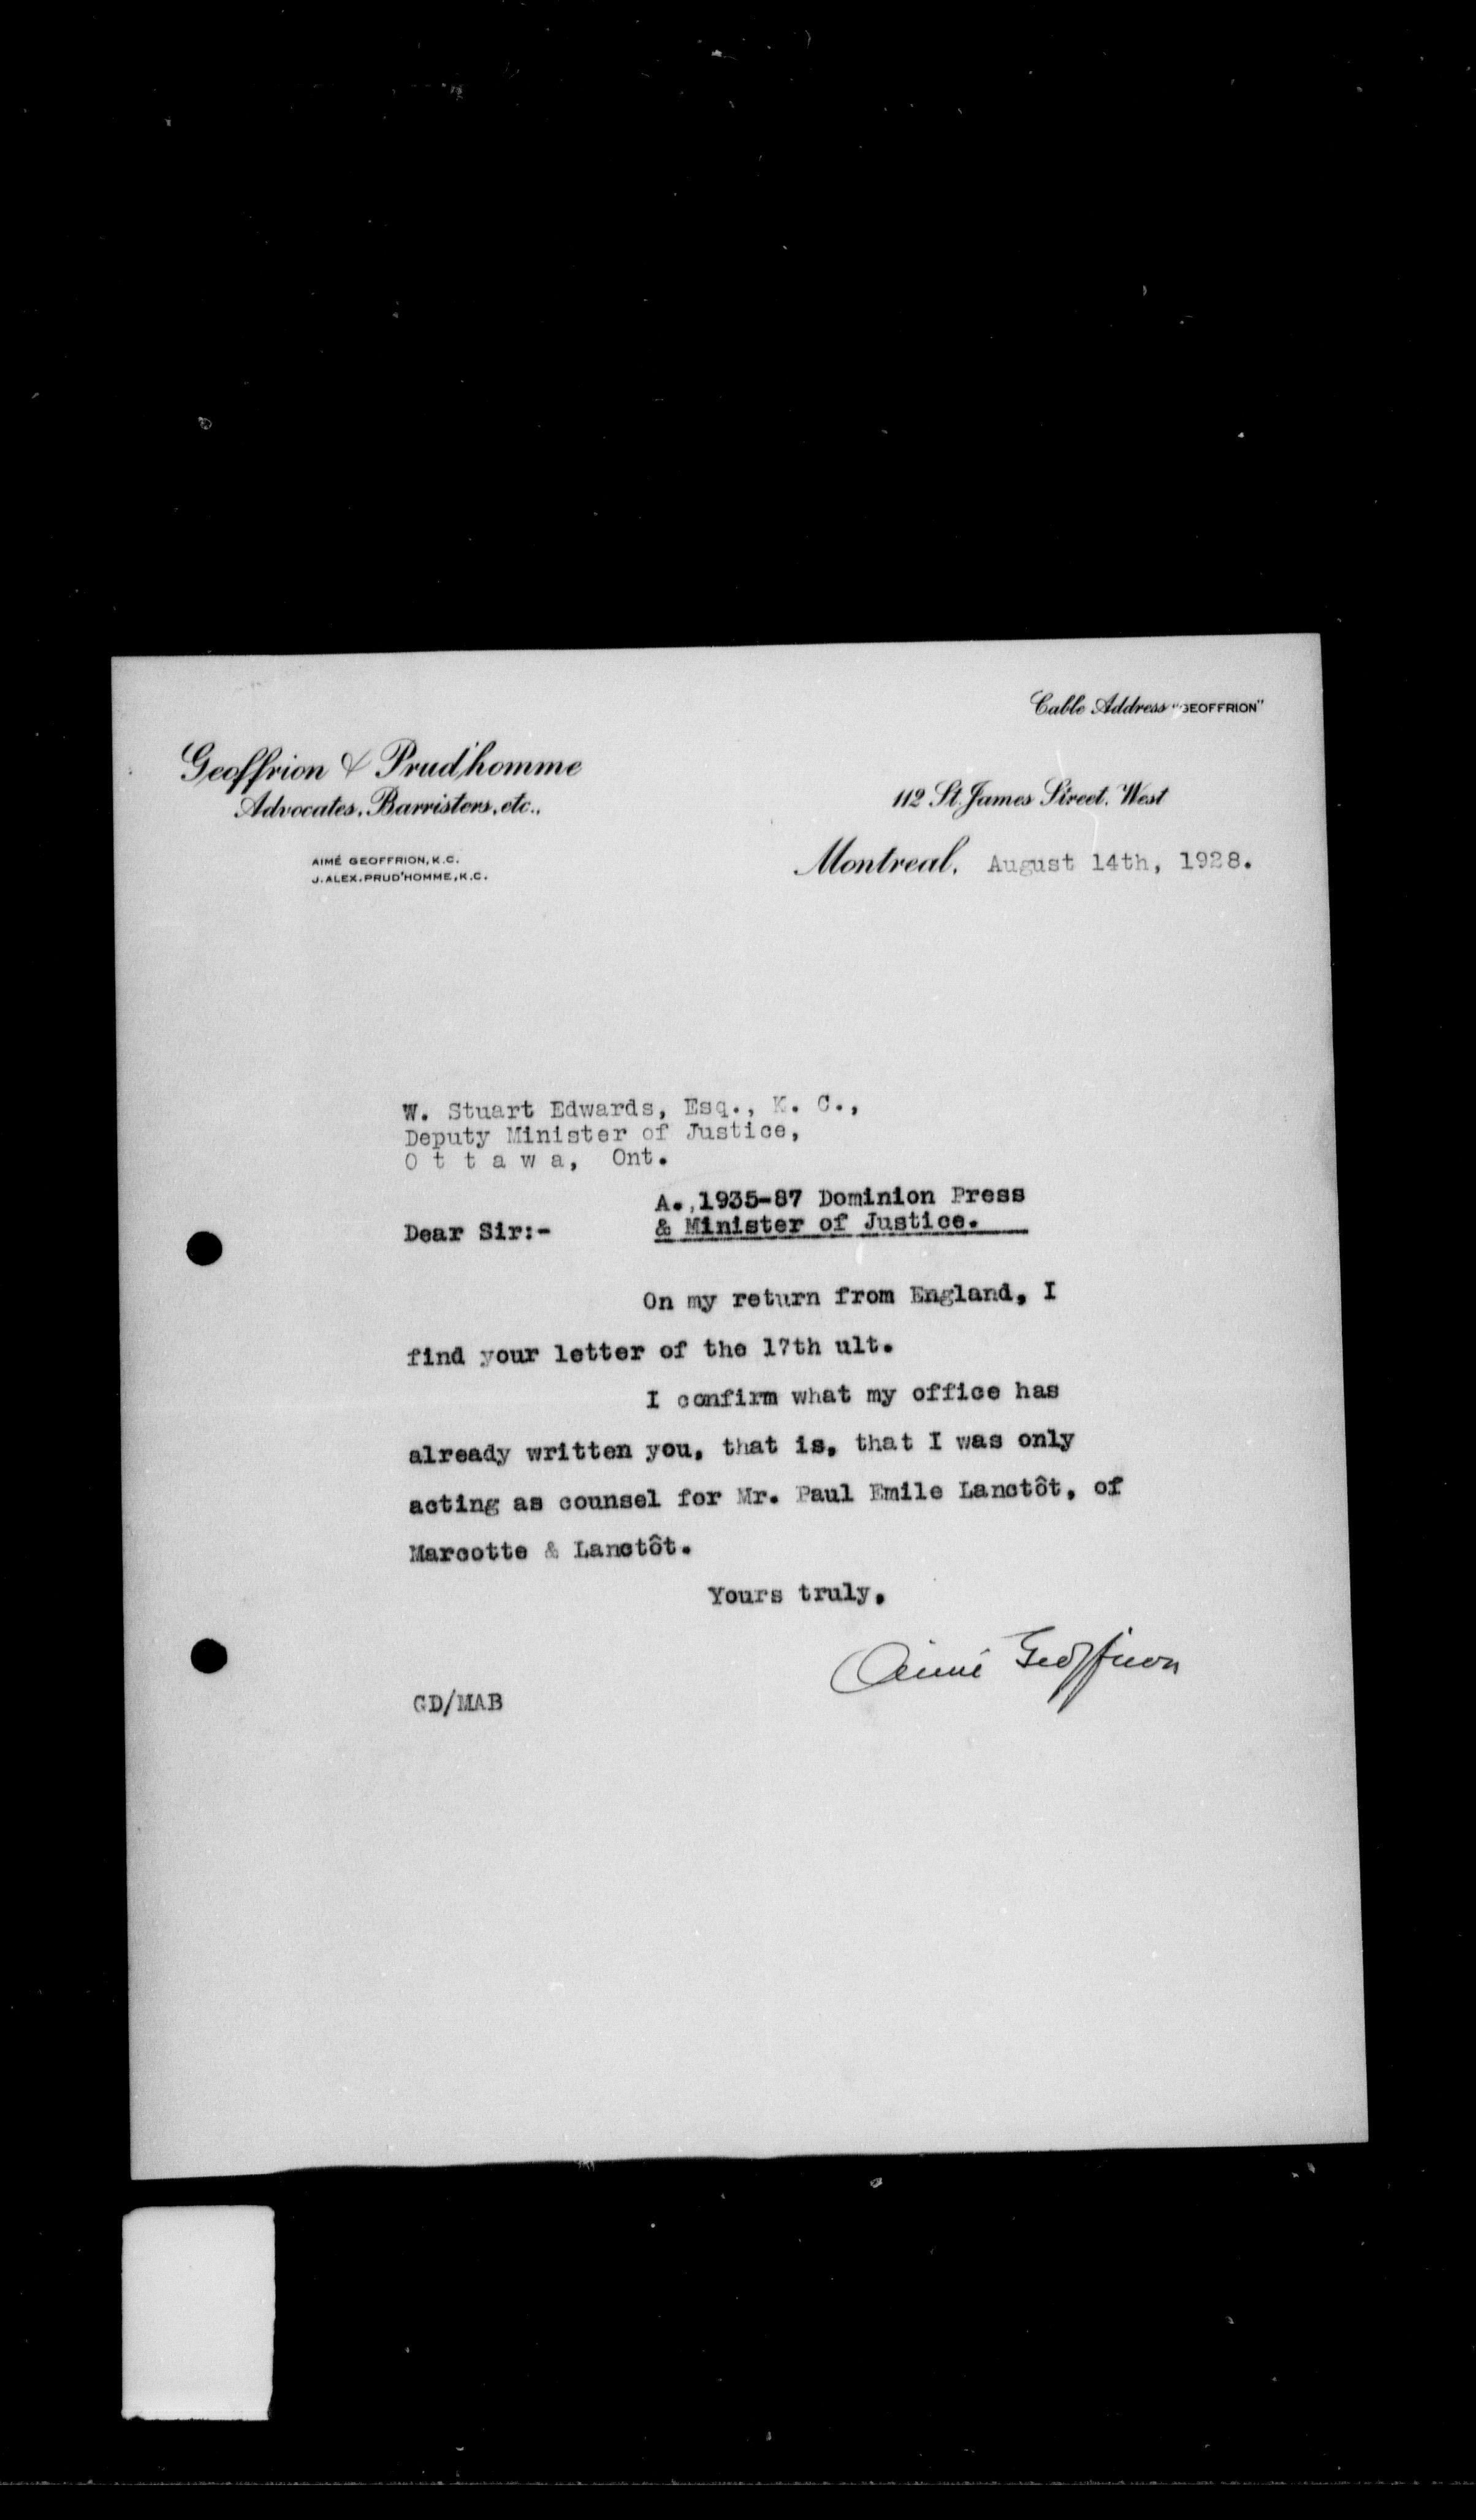 Cable Address "GEOFFRION"
Geoffrion & Prud'homme
Advocates, Barristers, etc.,
112 St. James Street, West
AIMÉ GEOFFRION, K.C.
J. ALEX. PRUD'HOMME, K.C.
Montreal, August 14th, 1928.
W. Stuart Edwards, Esq., K. C.,
Deputy Minister of Justice,
O t t a w a, Ont.
A., 1935-87 Dominion Press
& Minister of Justice.
Dear Sir:-
On my return from England, I
find your letter of the 17th ult.
I confirm what my office has
already written you, that is, that I was only
acting as counsel for Mr. Paul Emile Lanctôt, of
Marcotte & Lanctôt.
Yours truly,
Aimé Geoffrion
GD/MAB